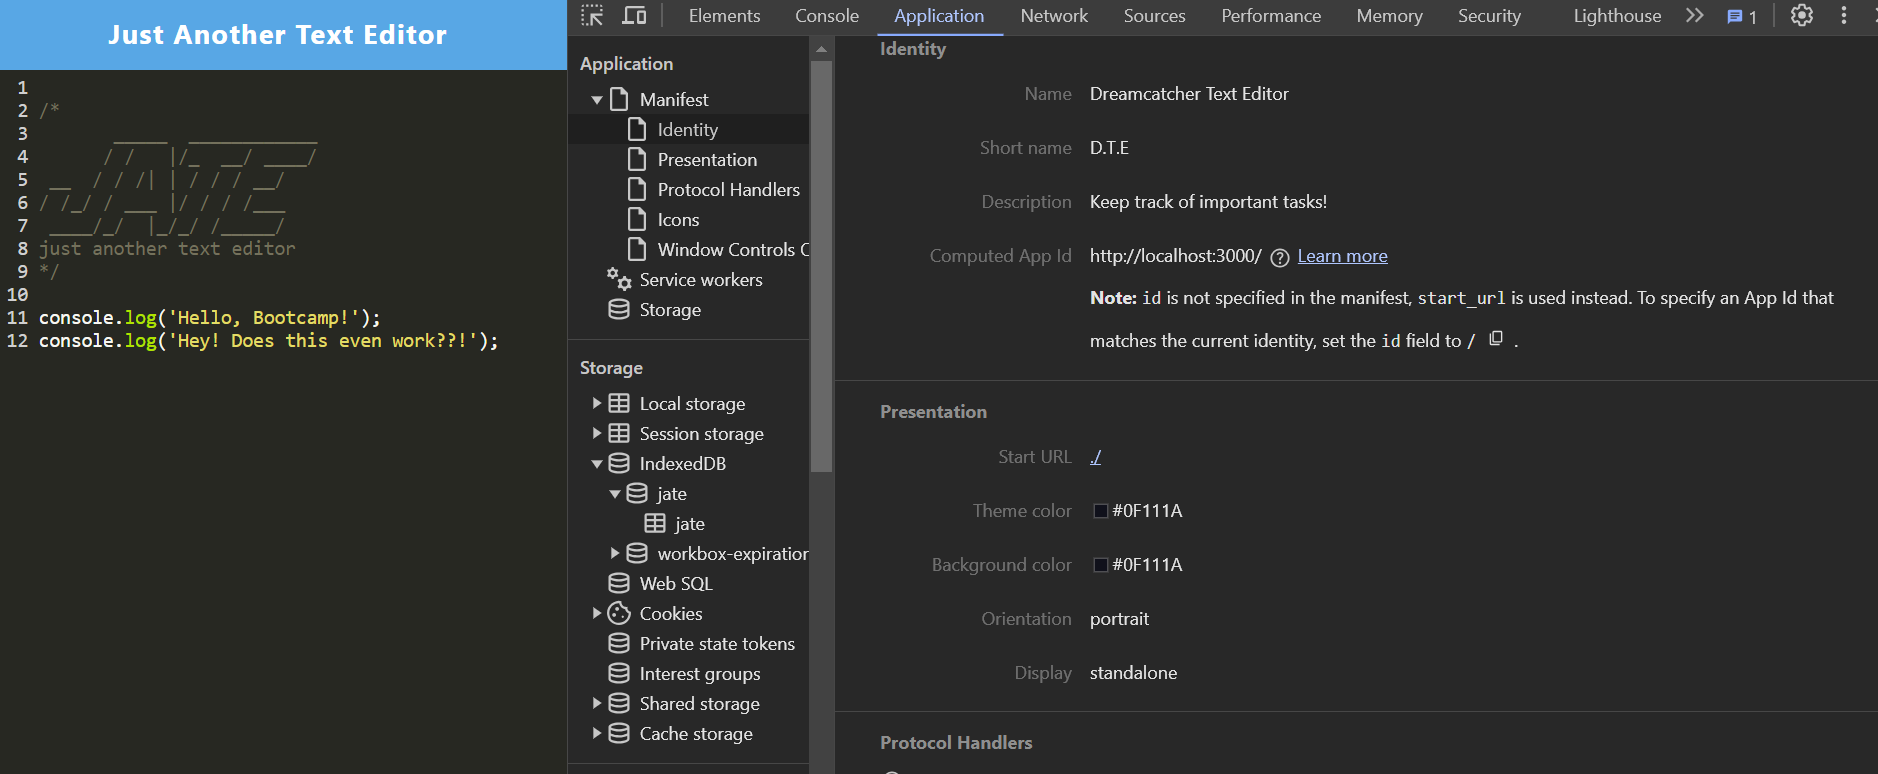 Just Another Text Editor
1
2 /*
3       _____  ____________
4      / /   |/_  __/ ____/
5  __  / / /| | / / / __/
6 / /_/ / ___ |/ / / /___
7  ____/_/  |_/_/ /_____/
8 just another text editor
9 */
10
11 console.log('Hello, Bootcamp!');
12 console.log('Hey! Does this even work??!');
Elements Console Application Network Sources Performance Memory Security Lighthouse 1
Application
Manifest
Identity
Presentation
Protocol Handlers
Icons
Window Controls
Service workers
Storage
Storage
Local storage
Session storage
IndexedDB
jate
jate
workbox-expiration
Web SQL
Cookies
Private state tokens
Interest groups
Shared storage
Cache storage
Identity
Name Dreamcatcher Text Editor
Short name D.T.E
Description Keep track of important tasks!
Computed App Id http://localhost:3000/ ? Learn more
Note: id is not specified in the manifest, start_url is used instead. To specify an App Id that
matches the current identity, set the id field to / .
Presentation
Start URL ./
Theme color #0F111A
Background color #0F111A
Orientation portrait
Display standalone
Protocol Handlers